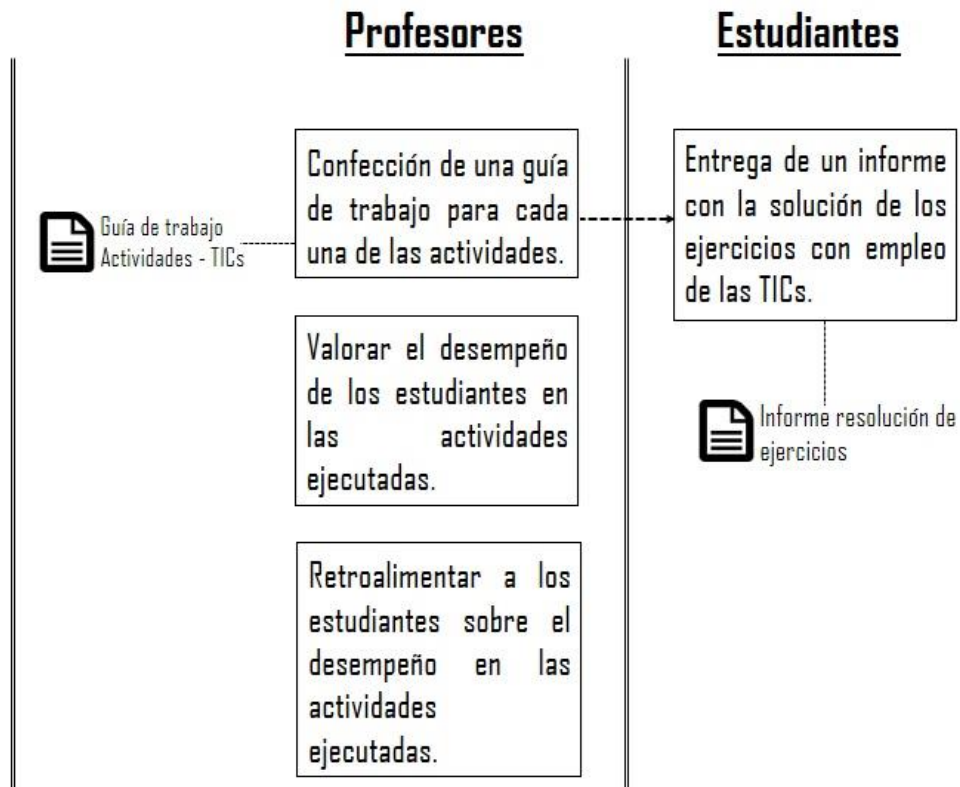 Profesores
Estudiantes
Guía de trabajo
Actividades - TICs
Confección de una guía
de trabajo para cada
una de las actividades.
Entrega de un informe
con la solución de los
ejercicios con empleo
de las TICs.
Valorar el desempeño
de los estudiantes en
las actividades
ejecutadas.
Informe resolución de
ejercicios
Retroalimentar a los
estudiantes sobre el
desempeño en las
actividades
ejecutadas.